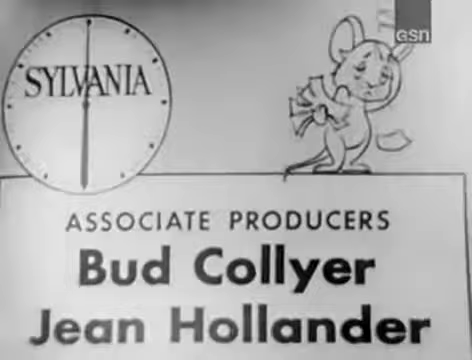 GSN
SYLVANIA
ASSOCIATE PRODUCERS
Bud Collyer
Jean Hollander